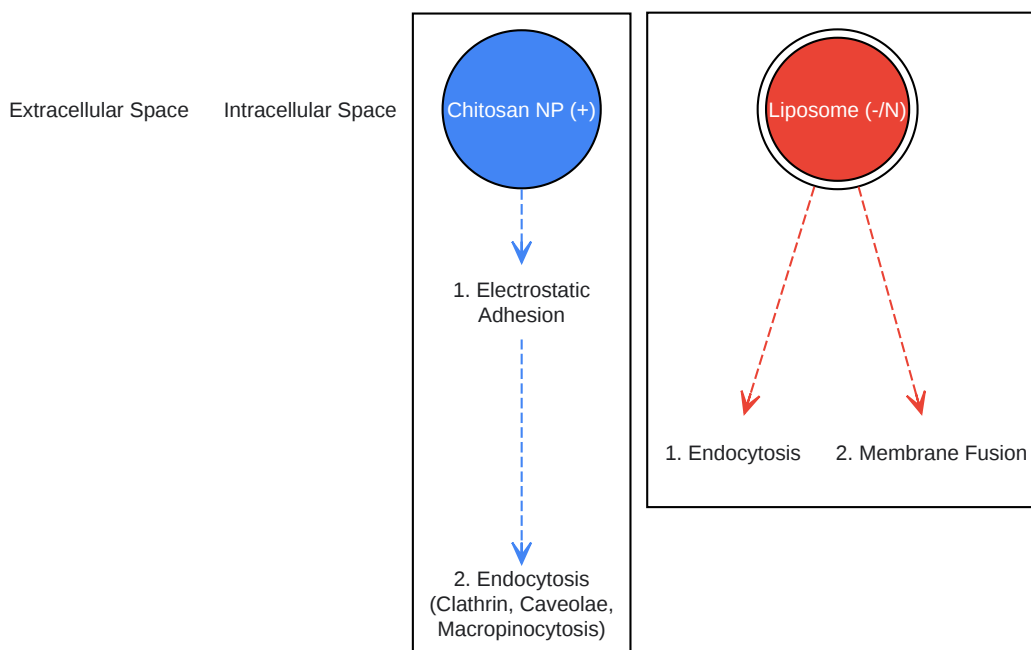 Extracellular Space
Intracellular Space
Chitosan NP (+)
Liposome (-/N)
1. Electrostatic
Adhesion
1. Endocytosis
2. Membrane Fusion
2. Endocytosis
(Clathrin, Caveolae,
Macropinocytosis)